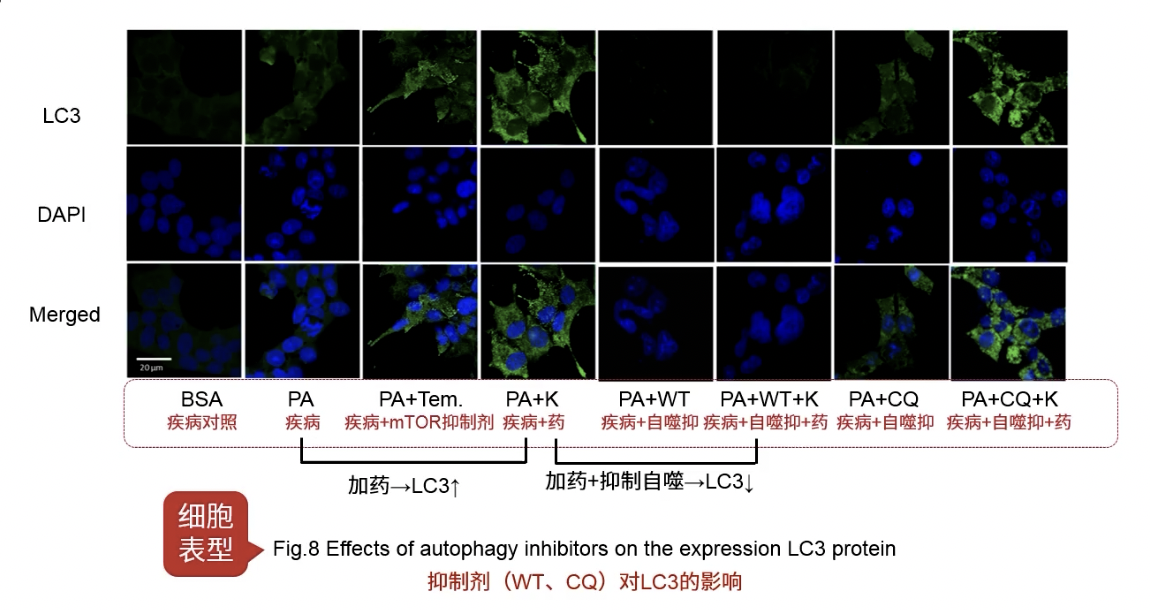 LC3
DAPI
Merged
20 μm
BSA PA PA+Tem. PA+K PA+WT PA+WT+K PA+CQ PA+CQ+K
疾病对照 疾病 疾病+mTOR抑制剂 疾病+药 疾病+自噬抑 疾病+自噬抑+药 疾病+自噬抑 疾病+自噬抑+药
加药→LC3↑ 加药+抑制自噬→LC3↓
细胞
表型
Fig.8 Effects of autophagy inhibitors on the expression LC3 protein
抑制剂（WT、CQ）对LC3的影响